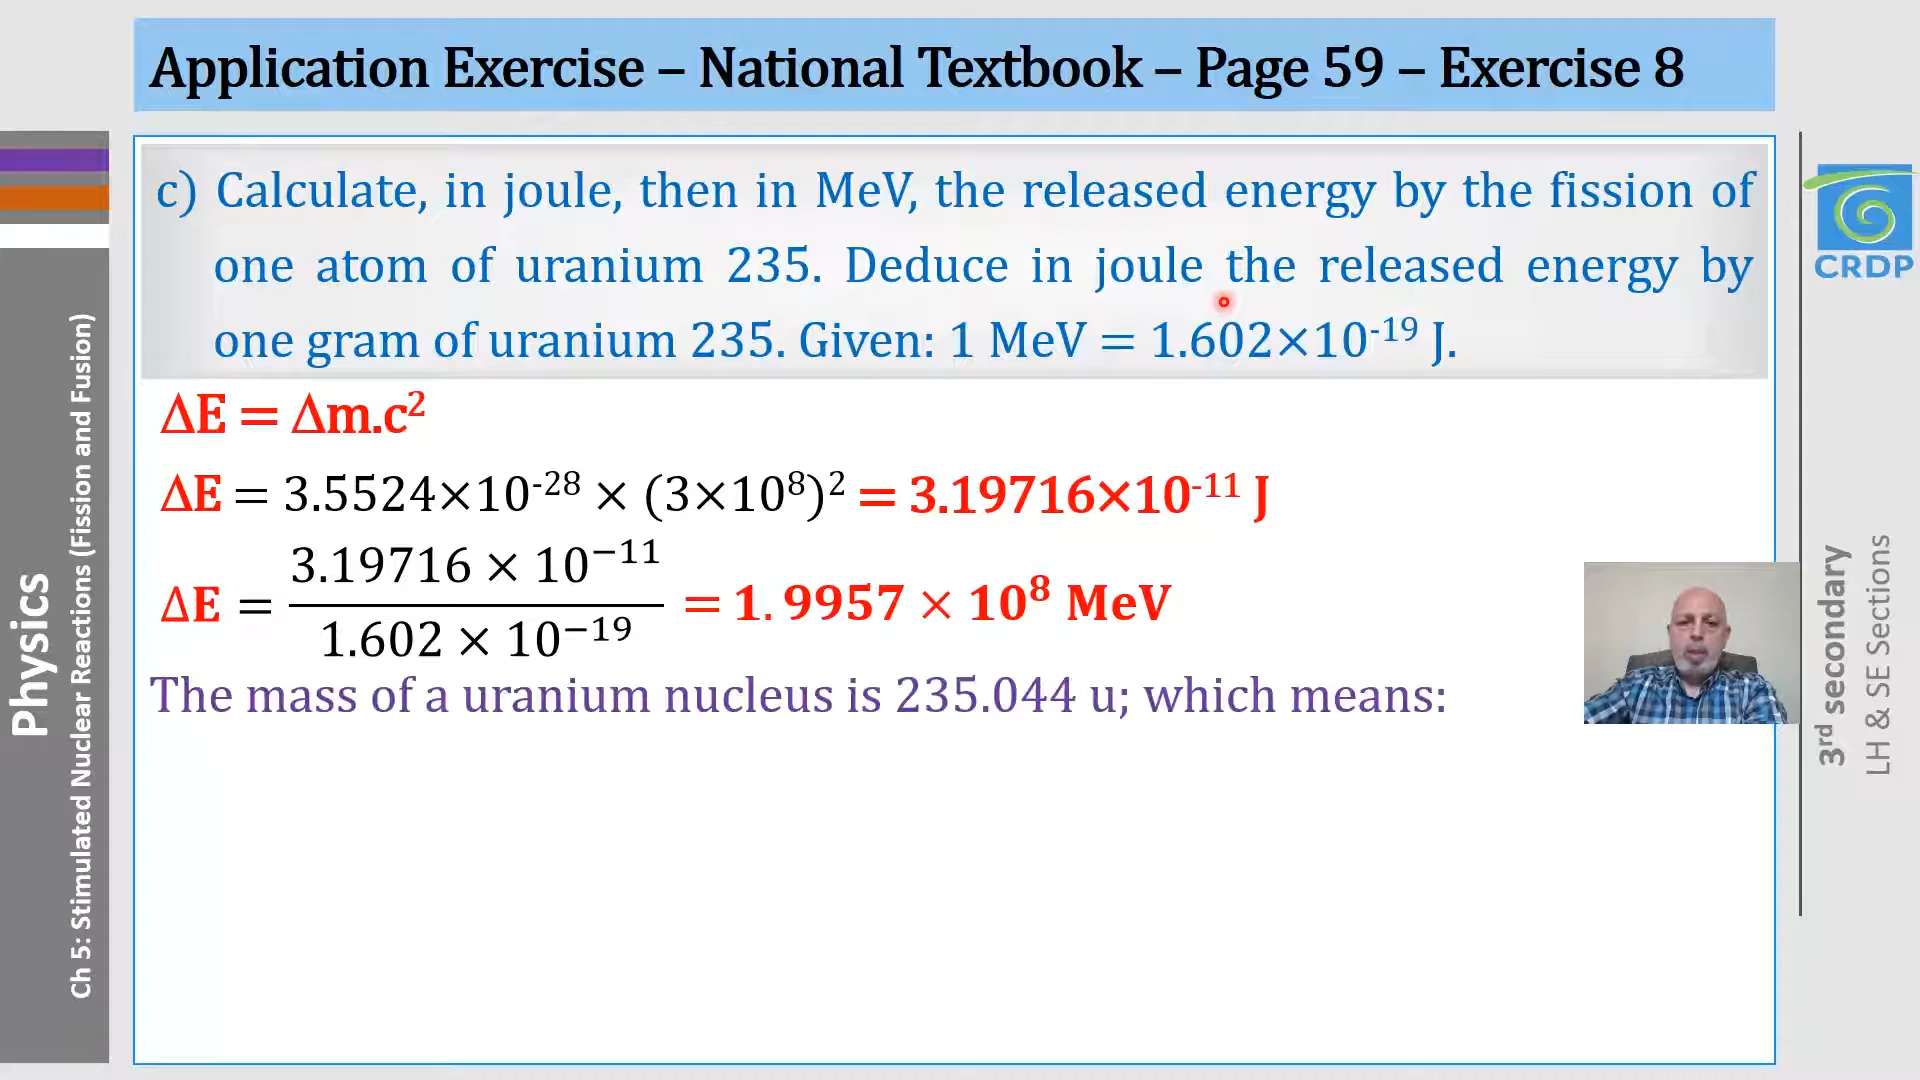 Application Exercise – National Textbook – Page 59 – Exercise 8
c) Calculate, in joule, then in MeV, the released energy by the fission of
one atom of uranium 235. Deduce in joule the released energy by
one gram of uranium 235. Given: 1 MeV = 1.602×10⁻¹⁹ J.
ΔE = Δm.c²
ΔE = 3.5524×10⁻²⁸ × (3×10⁸)² = 3.19716×10⁻¹¹ J
ΔE = \frac{3.19716 × 10⁻¹¹}{1.602 × 10⁻¹⁹} = 1.9957 × 10⁸ MeV
The mass of a uranium nucleus is 235.044 u; which means:
Physics
Ch 5: Stimulated Nuclear Reactions (Fission and Fusion)
CRDP
3rd secondary
LH & SE Sections